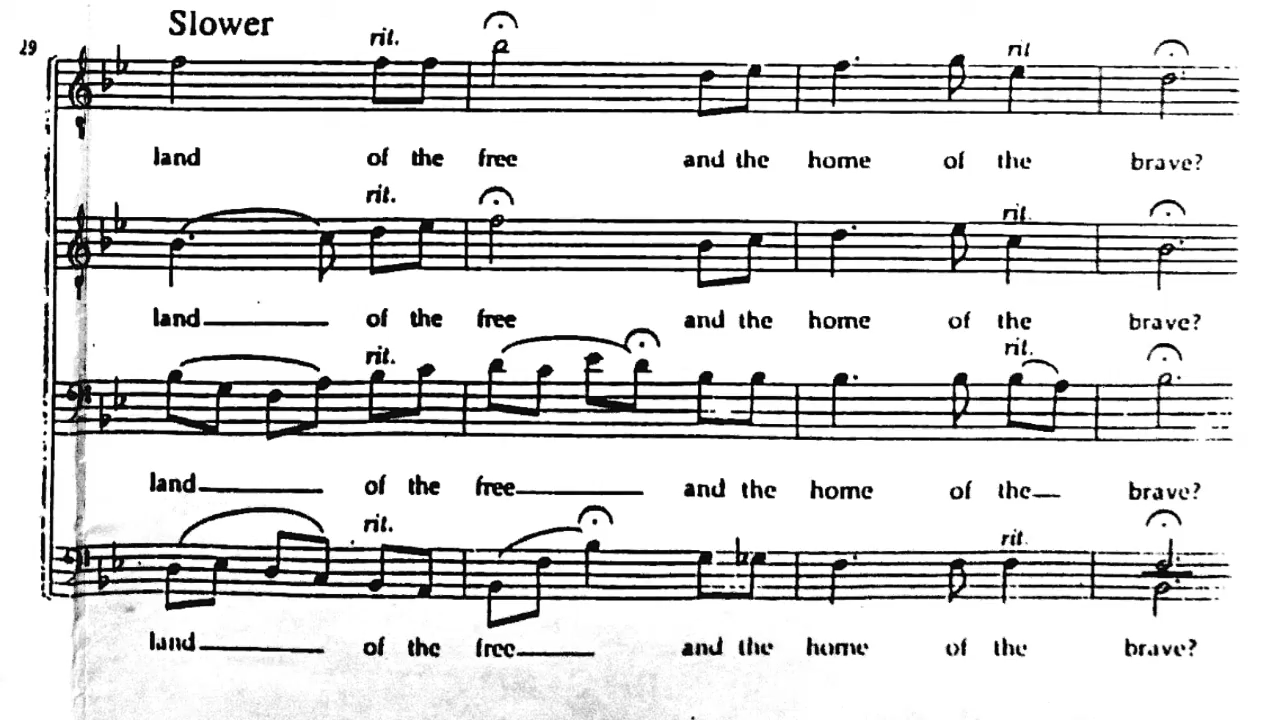 Slower
29
rit.
rit
land of the free and the home of the brave?
rit.
rit.
land of the free and the home of the brave?
rit.
rit.
land of the free and the home of the brave?
rit.
rit.
land of the free and the home of the brave?